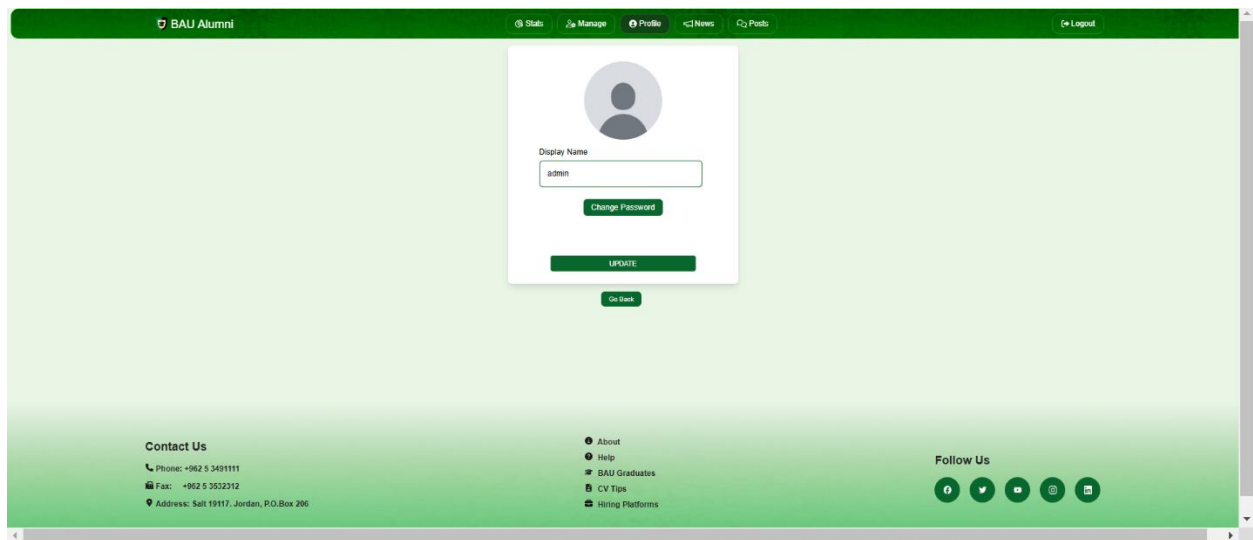 BAU Alumni
Stats
Manage
Profile
News
Posts
Logout
Display Name
admin
Change Password
UPDATE
Go Back
Contact Us
Phone: +962 5 3491111
Fax: +962 5 3532312
Address: Salt 19117. Jordan, P.O.Box 206
About
Help
BAU Graduates
CV Tips
Hiring Platforms
Follow Us